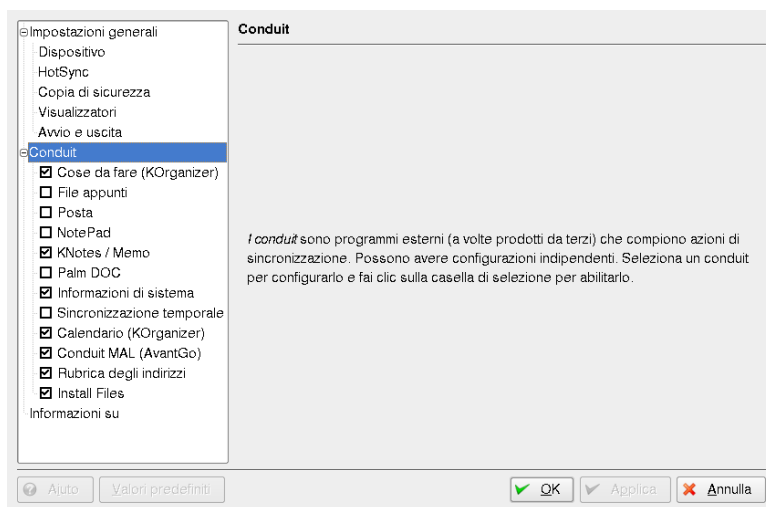 Impostazioni generali
Dispositivo
HotSync
Copia di sicurezza
Visualizzatori
Avvio e uscita
Conduit
Cose da fare (KOrganizer)
File appunti
Posta
NotePad
KNotes / Memo
Palm DOC
Informazioni di sistema
Sincronizzazione temporale
Calendario (KOrganizer)
Conduit MAL (AvantGo)
Rubrica degli indirizzi
Install Files
Informazioni su
Conduit
I conduit sono programmi esterni (a volte prodotti da terzi) che compiono azioni di
sincronizzazione. Possono avere configurazioni indipendenti. Seleziona un conduit
per configurarlo e fai clic sulla casella di selezione per abilitarlo.
Aiuto
Valori predefiniti
OK
Applica
Annulla